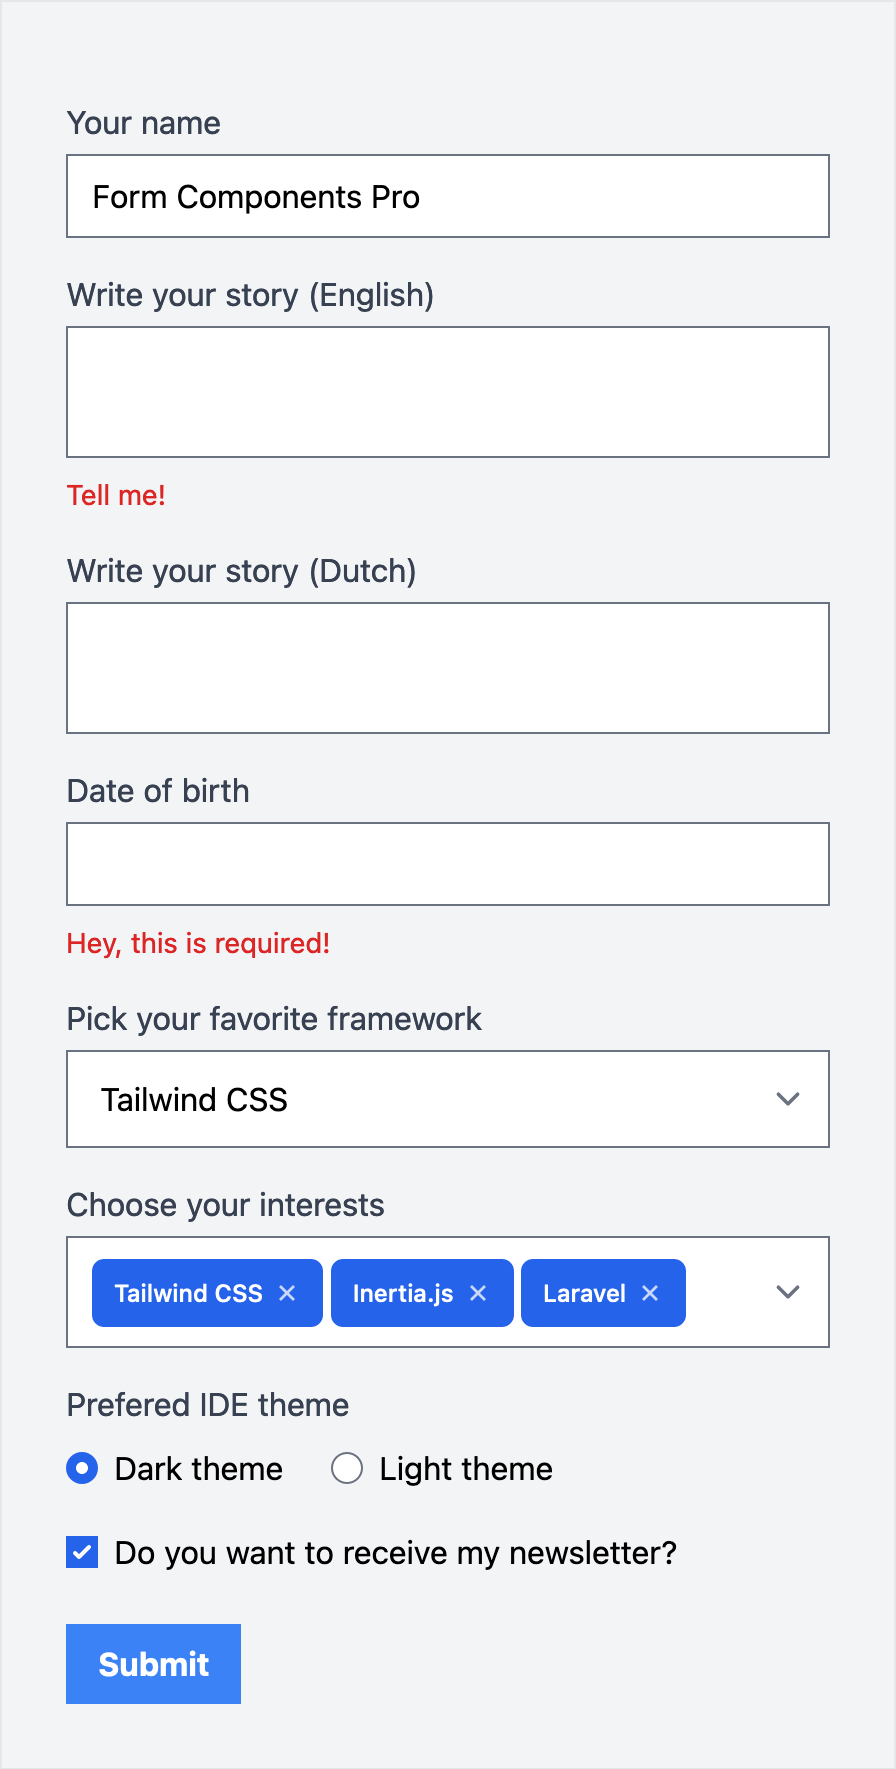 Your name
Form Components Pro
Write your story (English)
Tell me!
Write your story (Dutch)
Date of birth
Hey, this is required!
Pick your favorite framework
Tailwind CSS
Choose your interests
Tailwind CSS × Inertia.js × Laravel ×
Prefered IDE theme
Dark theme Light theme
Do you want to receive my newsletter?
Submit